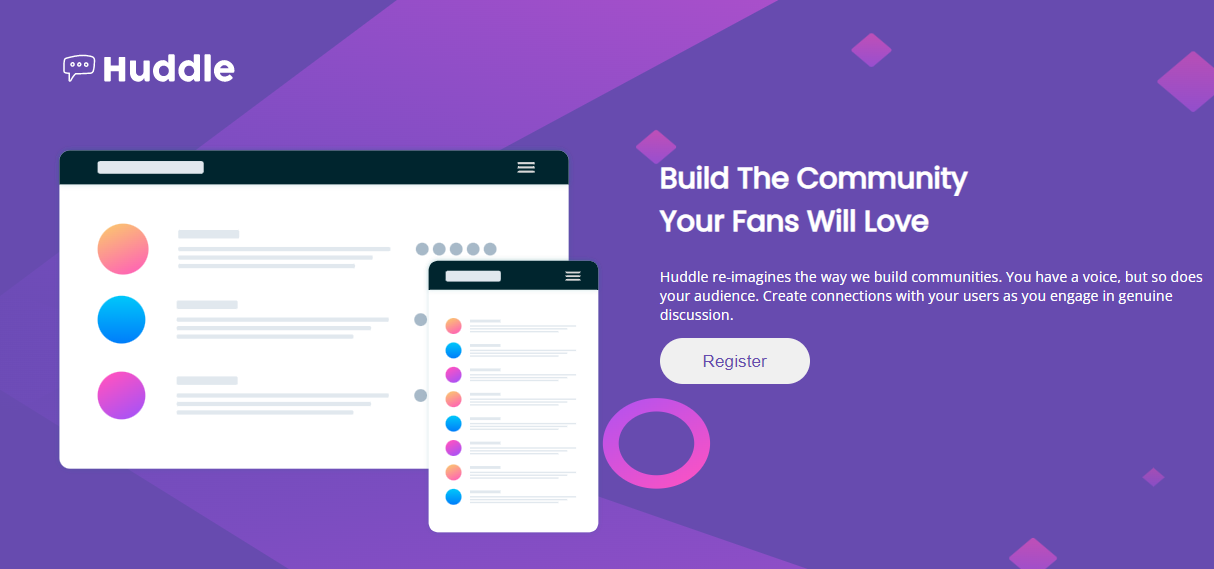 Huddle
Build The Community
Your Fans Will Love
Huddle re-imagines the way we build communities. You have a voice, but so does
your audience. Create connections with your users as you engage in genuine
discussion.
Register